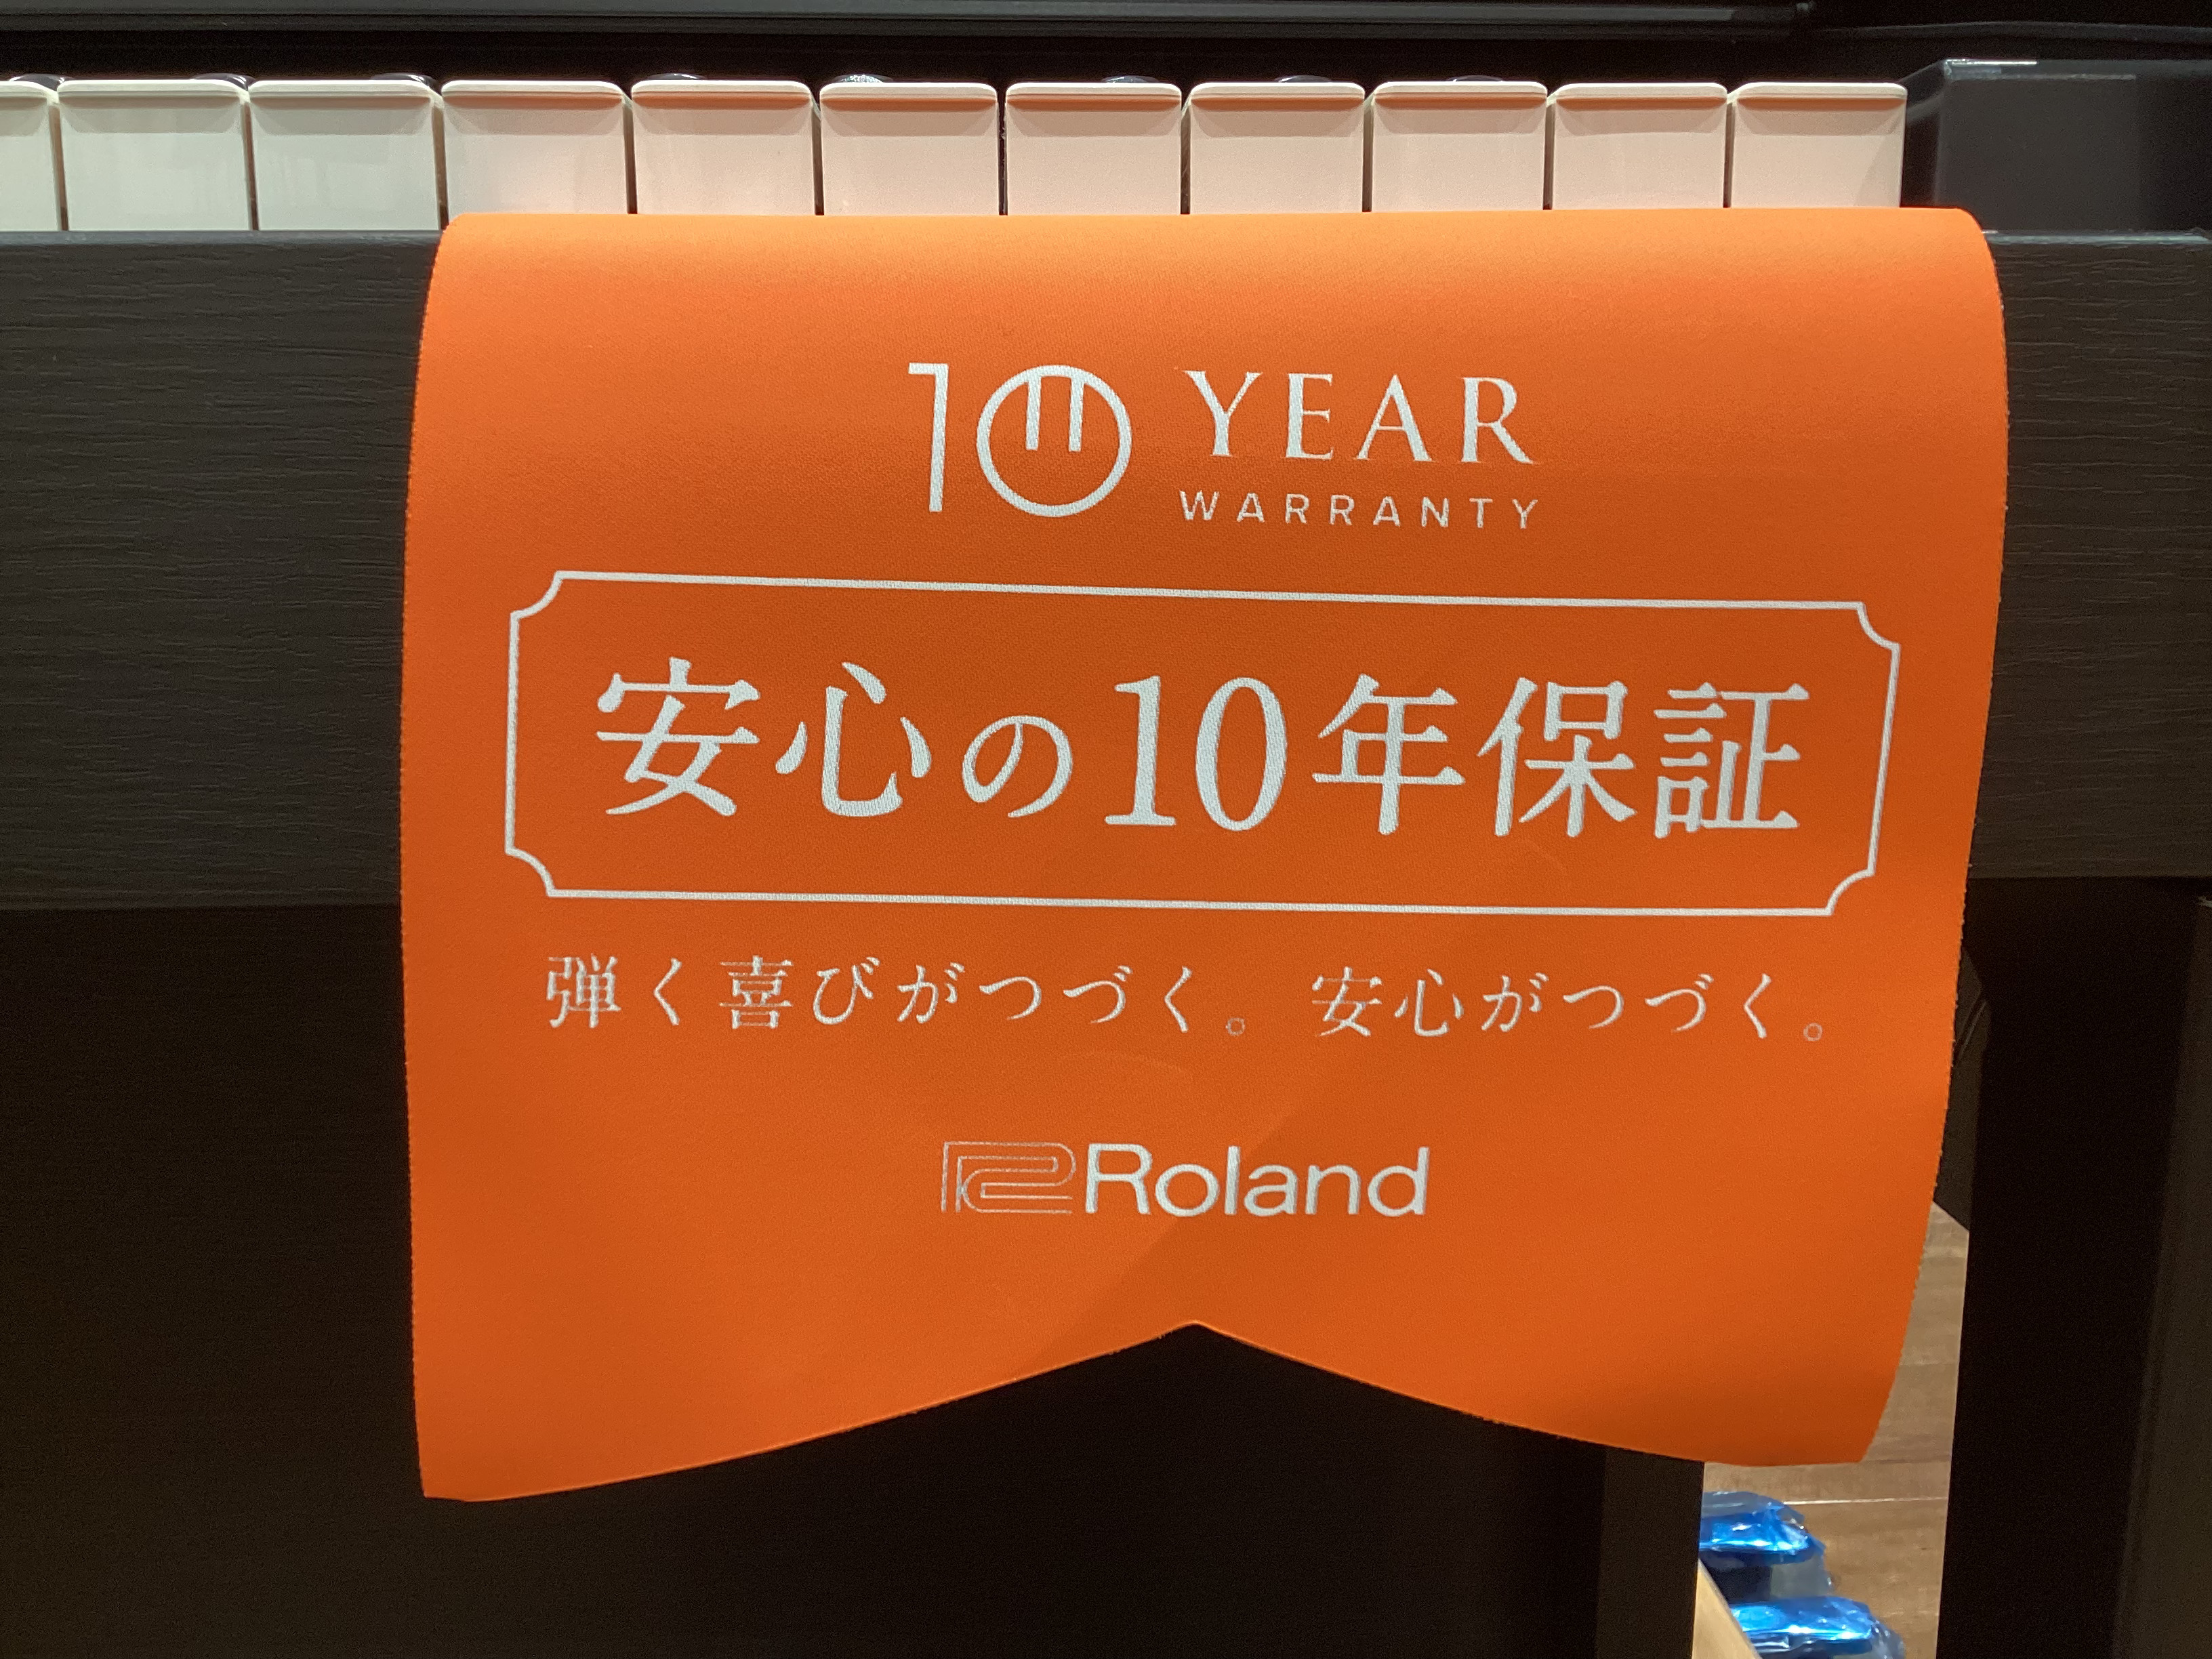 10 YEAR
WARRANTY
安心の10年保証
弾く喜びがつづく。安心がつづく。
Roland